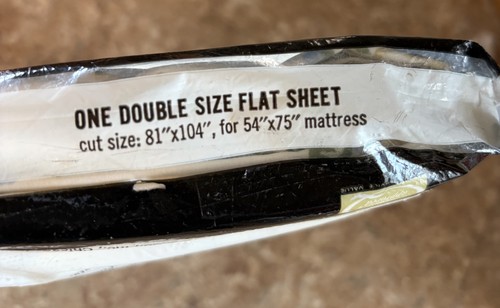 ONE DOUBLE SIZE FLAT SHEET
cut size: 81"x104", for 54"x75" mattress